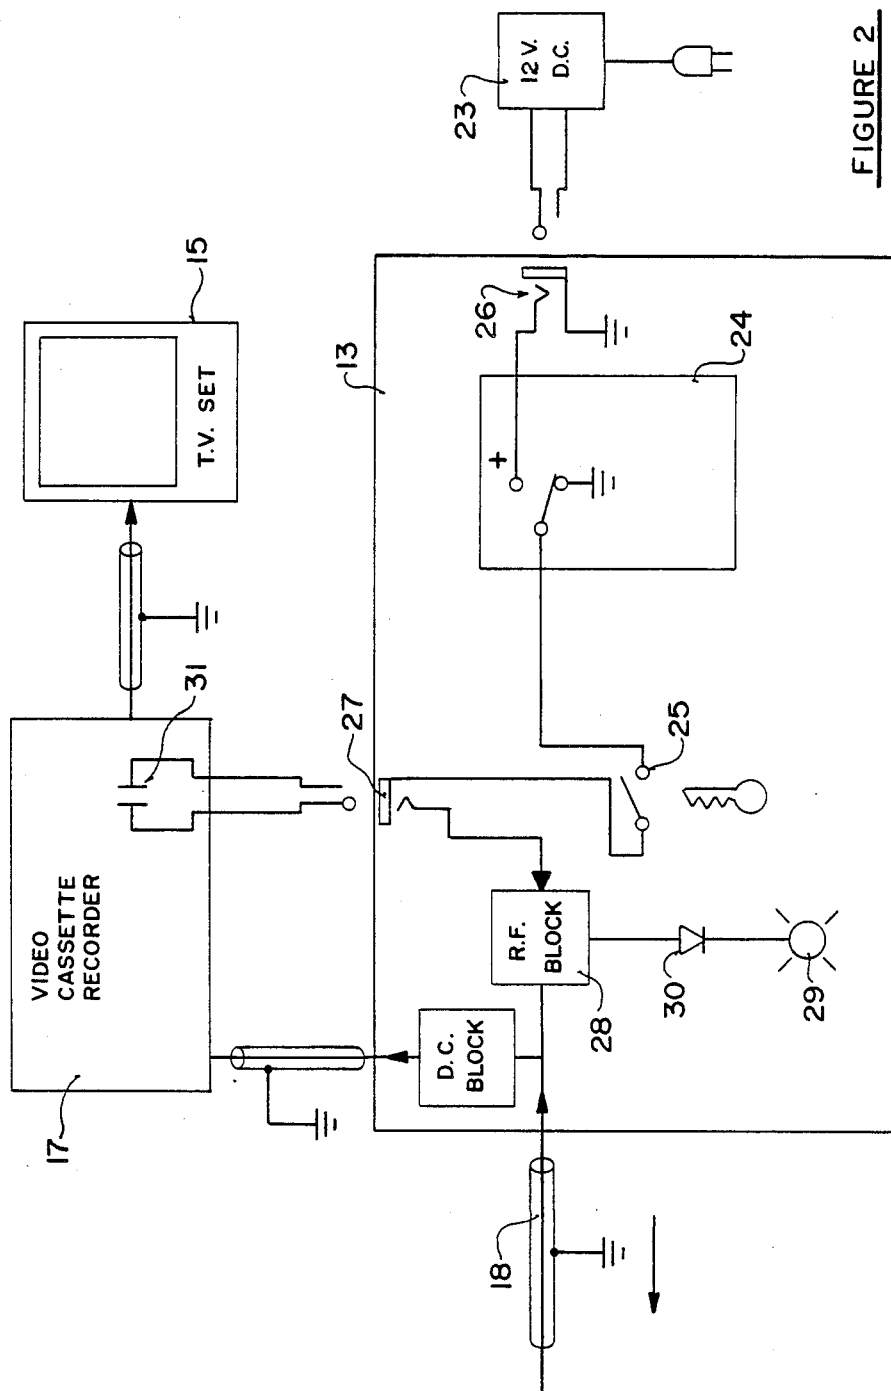 17
VIDEO
CASSETTE
RECORDER
31
15
T.V. SET
13
27
D.C.
BLOCK
R.F.
BLOCK
28
30
29
25
+
24
26
23
12 V.
D.C.
18
FIGURE 2